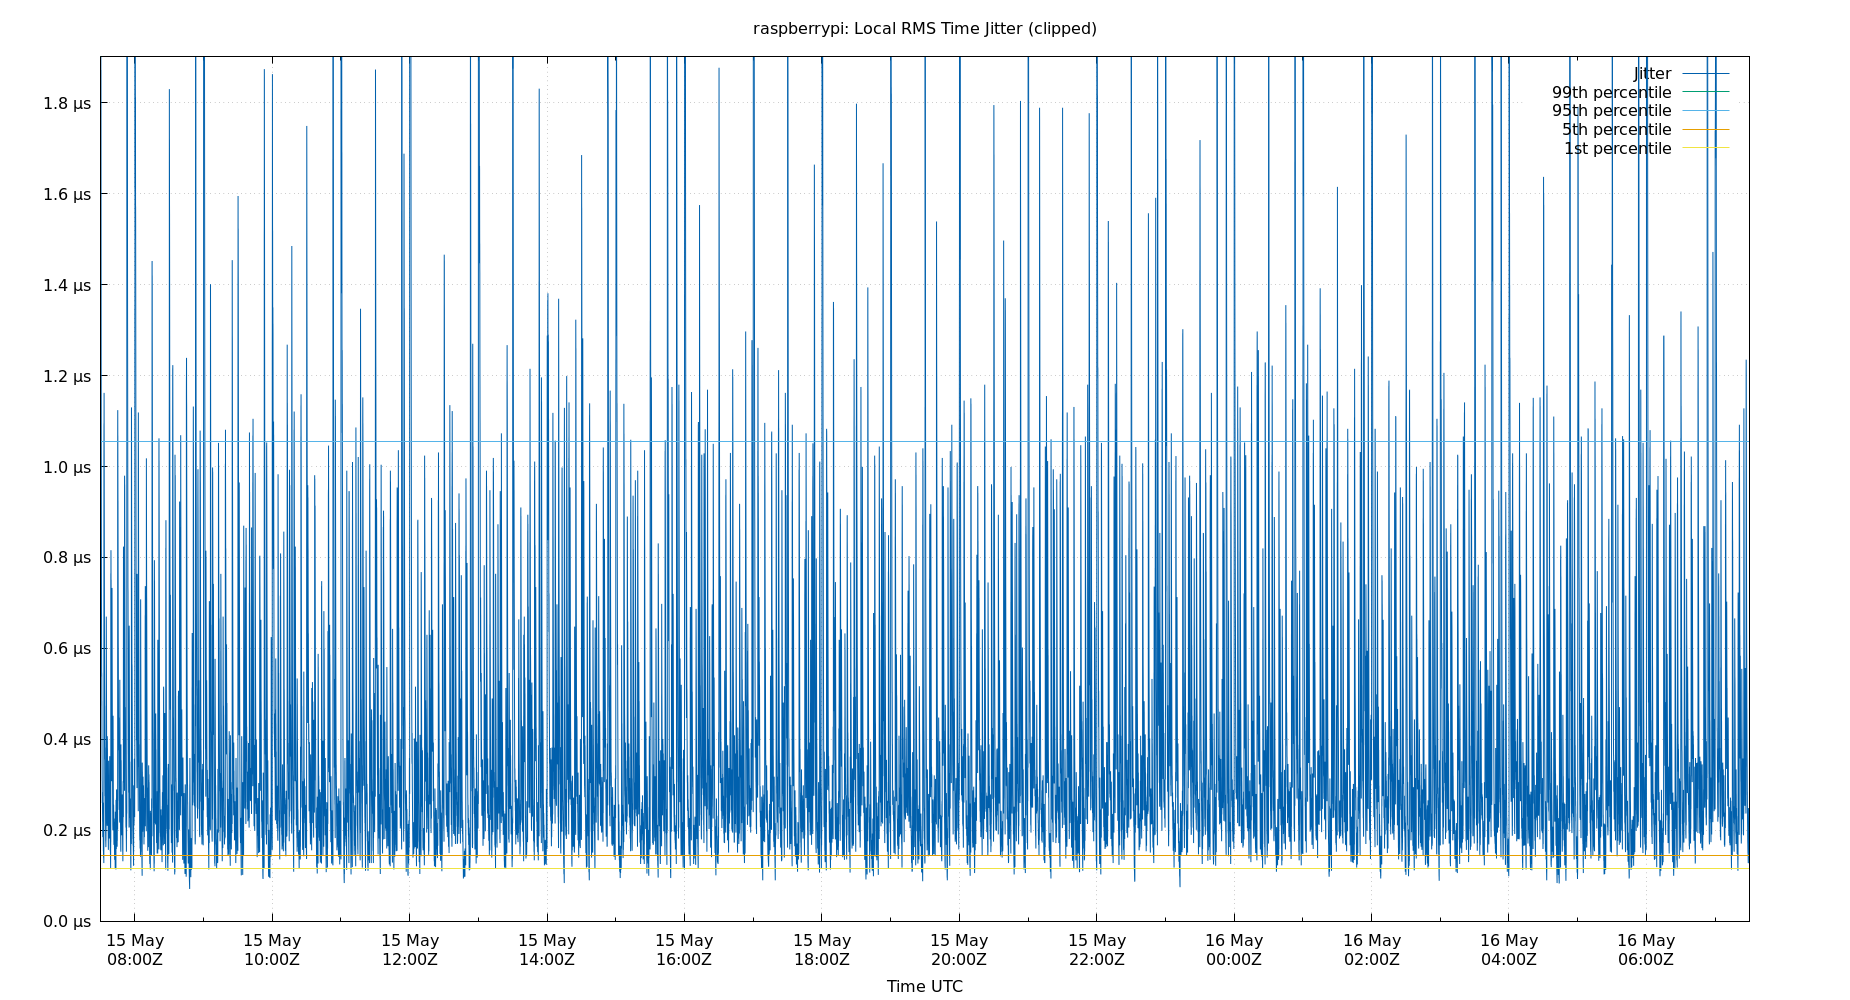 raspberrypi: Local RMS Time Jitter (clipped)
Jitter
99th percentile
95th percentile
5th percentile
1st percentile
1.8 µs
1.6 µs
1.4 µs
1.2 µs
1.0 µs
0.8 µs
0.6 µs
0.4 µs
0.2 µs
0.0 µs
15 May 15 May 15 May 15 May 15 May 15 May 15 May 15 May 16 May 16 May 16 May 16 May
08:00Z 10:00Z 12:00Z 14:00Z 16:00Z 18:00Z 20:00Z 22:00Z 00:00Z 02:00Z 04:00Z 06:00Z
Time UTC